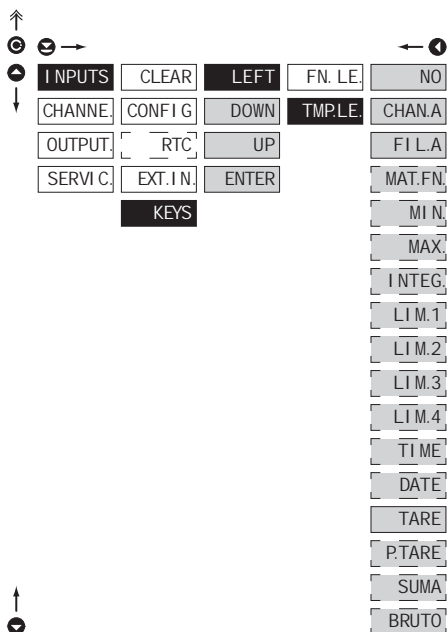 INPUTS CLEAR LEFT FN. LE. NO
CHANNE. CONFIG DOWN TMP.LE. CHAN.A
OUTPUT. RTC UP FIL.A
SERVIC. EXT.IN. ENTER MAT.FN.
KEYS MIN.
MAX.
INTEG.
LIM.1
LIM.2
LIM.3
LIM.4
TIME
DATE
TARE
P.TARE
SUMA
BRUTO